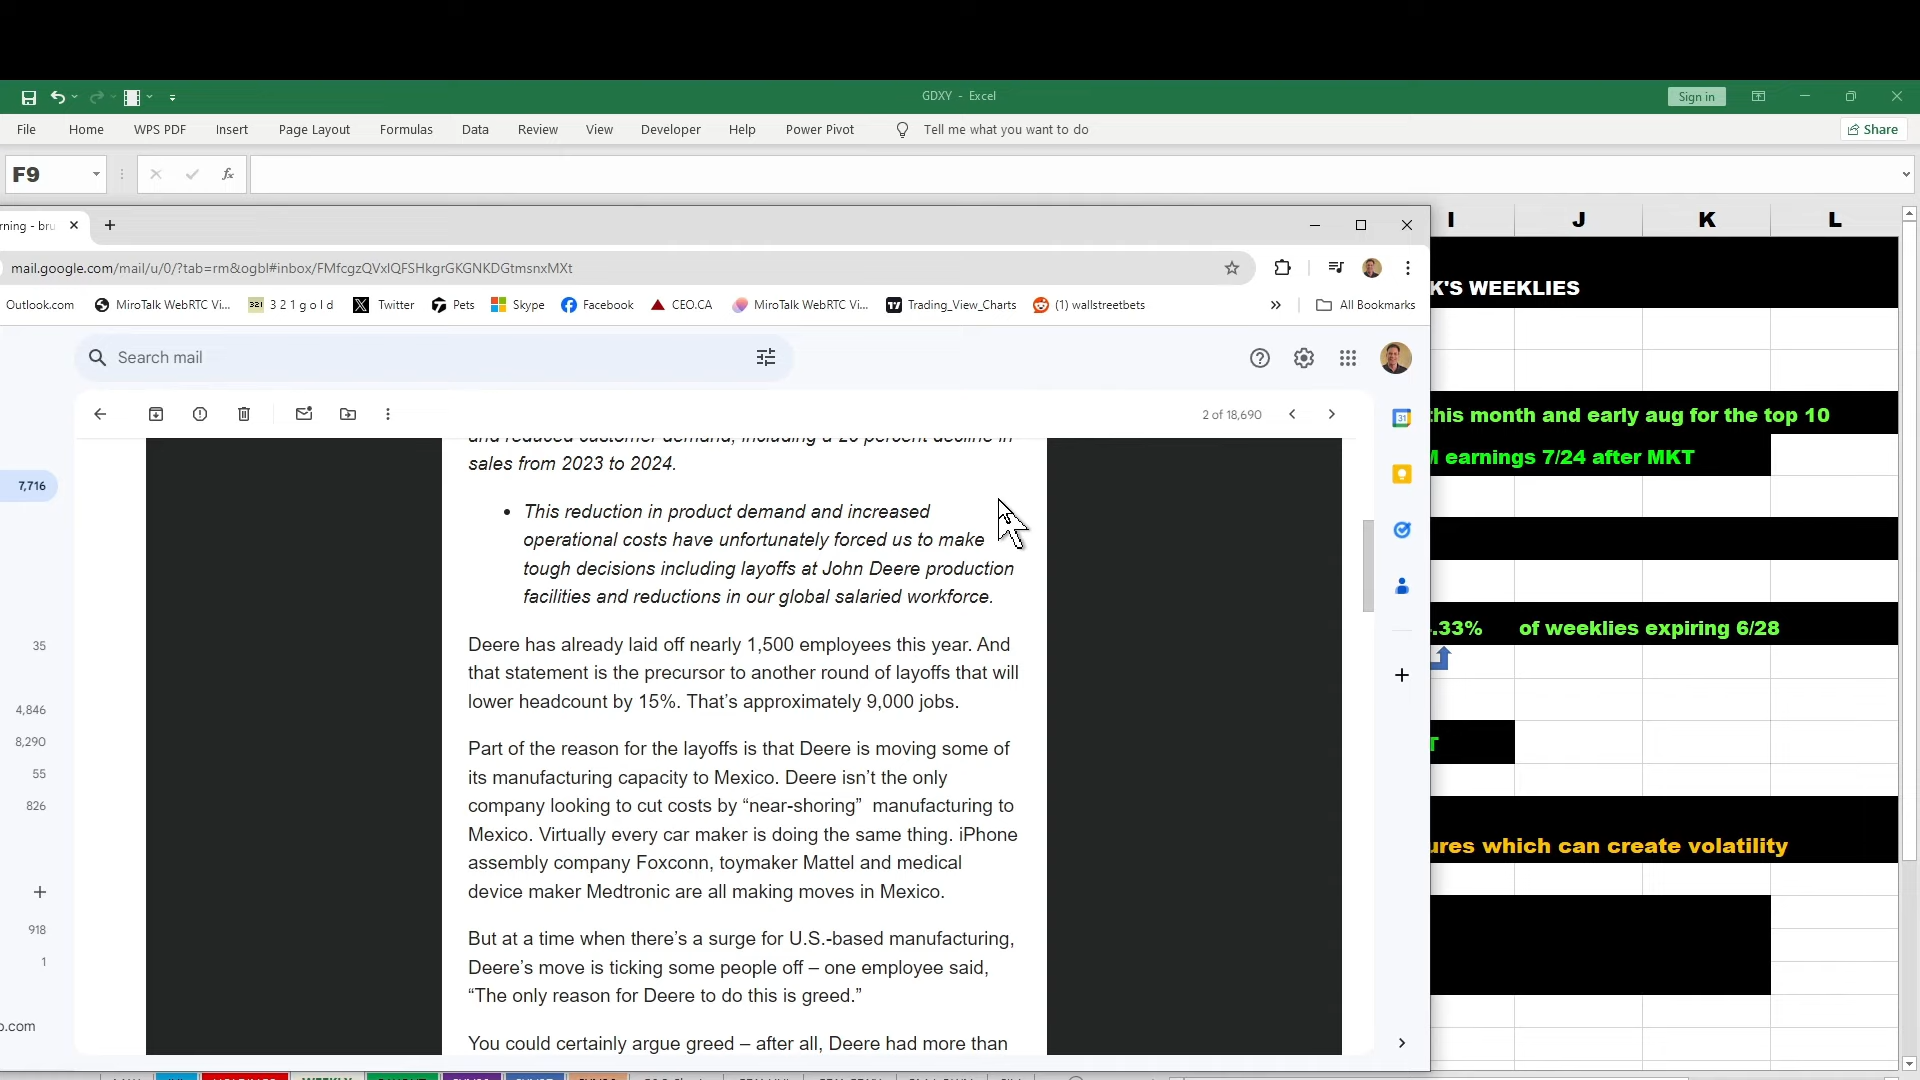 GDXY - Excel
Sign in
File Home WPS PDF Insert Page Layout Formulas Data Review View Developer Help Power Pivot Tell me what you want to do Share
F9 fx
rning - bru
I J K L
mail.google.com/mail/u/0/?tab=rm&ogbl#inbox/FMfcgzQVxlQFSHkgrGKGNKDGtmsnxMXt
K'S WEEKLIES
Outlook.com MiroTalk WebRTC Vi... 321 3 2 1 g o l d Twitter Pets Skype Facebook CEO.CA MiroTalk WebRTC Vi... Trading_View_Charts (1) wallstreetbets » All Bookmarks
Search mail
2 of 18,690
31
this month and early aug for the top 10
sales from 2023 to 2024.
M earnings 7/24 after MKT
7,716
• This reduction in product demand and increased
operational costs have unfortunately forced us to make
tough decisions including layoffs at John Deere production
facilities and reductions in our global salaried workforce.
.33% of weeklies expiring 6/28
35
Deere has already laid off nearly 1,500 employees this year. And
that statement is the precursor to another round of layoffs that will
lower headcount by 15%. That's approximately 9,000 jobs.
4,846
8,290
55
826
Part of the reason for the layoffs is that Deere is moving some of
its manufacturing capacity to Mexico. Deere isn't the only
company looking to cut costs by “near-shoring” manufacturing to
Mexico. Virtually every car maker is doing the same thing. iPhone
assembly company Foxconn, toymaker Mattel and medical
device maker Medtronic are all making moves in Mexico.
T
ures which can create volatility
918
1
But at a time when there's a surge for U.S.-based manufacturing,
Deere's move is ticking some people off – one employee said,
“The only reason for Deere to do this is greed.”
o.com
You could certainly argue greed – after all, Deere had more than